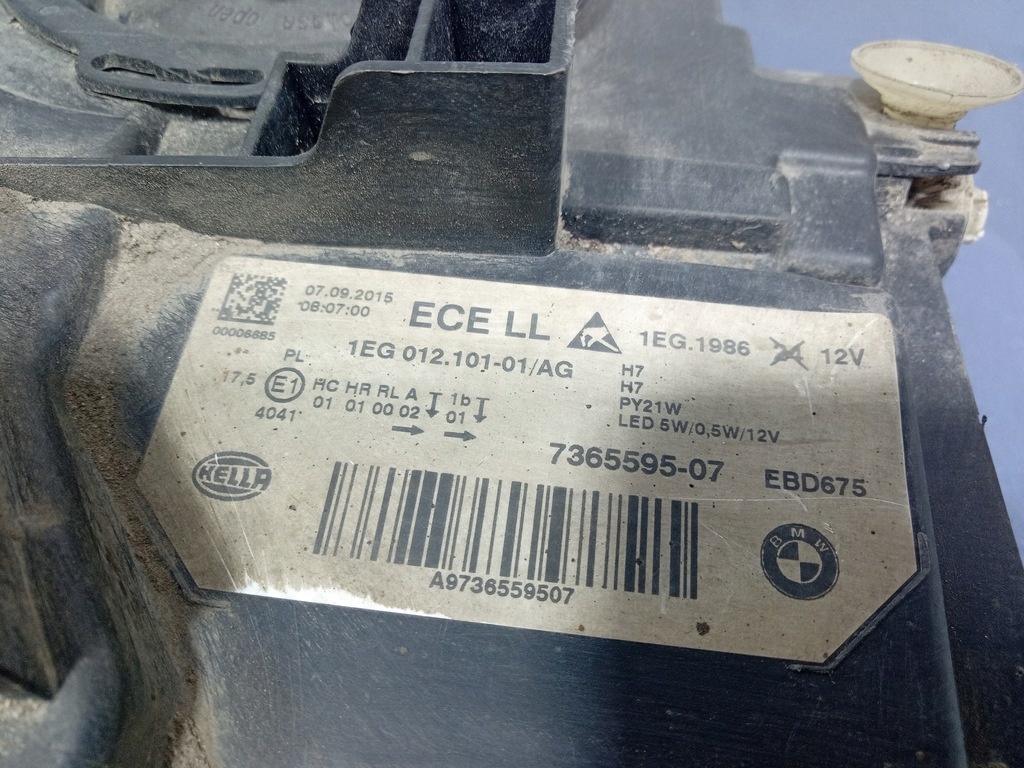 open
07.09.2015
08:07:00
00006685
ECE LL
1EG.1986
12V
1EG 012.101-01/AG
PL
17,5
E1
HC HR RL A
01 01 00 02
1b
01
4041
H7
H7
PY21W
LED 5W/0,5W/12V
7365595-07
EBD675
HELLA
A9736559507
BMW